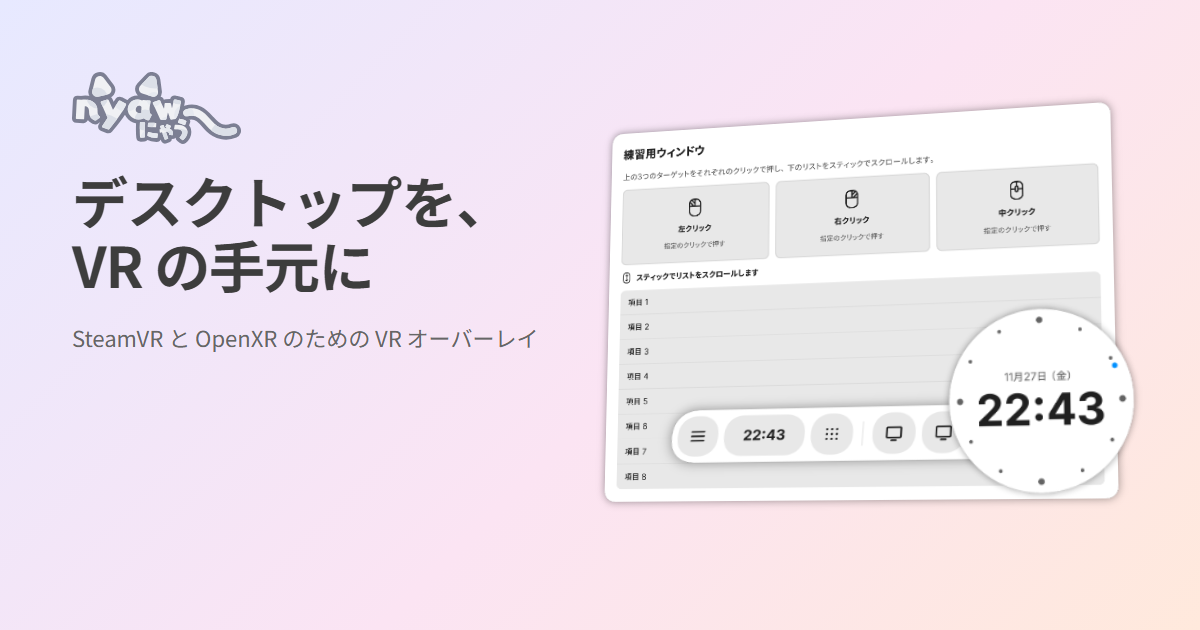 nyaw
にゃう
デスクトップを、
VR の手元に
SteamVR と OpenXR のための VR オーバーレイ
練習用ウィンドウ
上の3つのターゲットをそれぞれのクリックで押し、下のリストをスティックでスクロールします。
左クリック
指定のクリックで押す
右クリック
指定のクリックで押す
中クリック
指定のクリックで押す
スティックでリストをスクロールします
項目 1
項目 2
項目 3
項目 4
項目 5
項目 6
項目 7
項目 8
22:43
11月27日（金）
22:43